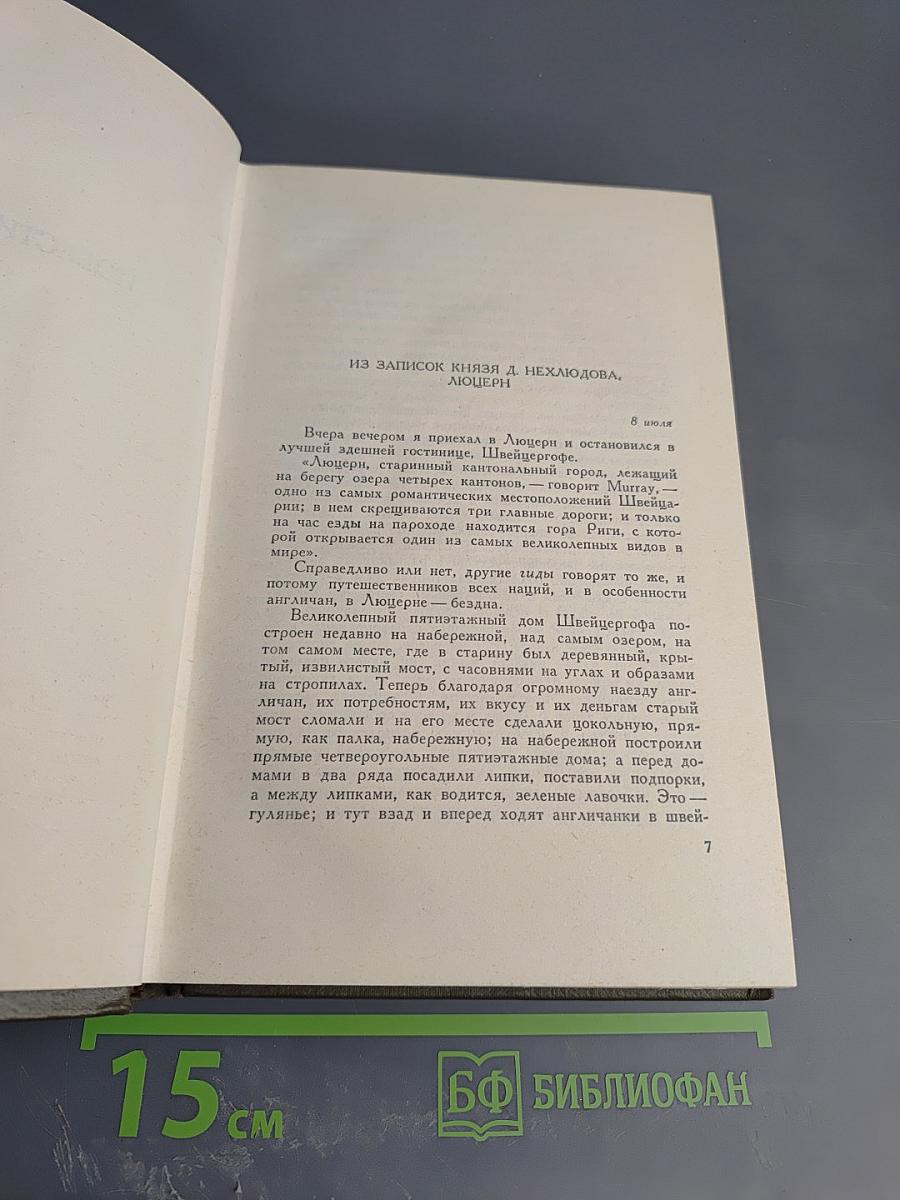 ИЗ ЗАПИСОК КНЯЗЯ Д. НЕХЛЮДОВА,
ЛЮЦЕРН
8 июля
Вчера вечером я приехал в Люцерн и остановился в
лучшей здешней гостинице, Швейцергофе.
«Люцерн, старинный кантональный город, лежащий
на берегу озера четырех кантонов, — говорит Murray, —
одно из самых романтических местоположений Швейца-
рии; в нем скрещиваются три главные дороги; и только
на час езды на пароходе находится гора Риги, с кото-
рой открывается один из самых великолепных видов в
мире».
Справедливо или нет, другие гиды говорят то же, и
потому путешественников всех наций, и в особенности
англичан, в Люцерне — бездна.
Великолепный пятиэтажный дом Швейцергофа по-
строен недавно на набережной, над самым озером, на
том самом месте, где в старину был деревянный, кры-
тый, извилистый мост, с часовнями на углах и образами
на стропилах. Теперь благодаря огромному наезду анг-
личан, их потребностям, их вкусу и их деньгам старый
мост сломали и на его месте сделали цокольную, пря-
мую, как палка, набережную; на набережной построили
прямые четвероугольные пятиэтажные дома; а перед до-
мами в два ряда посадили липки, поставили подпорки,
а между липками, как водится, зеленые лавочки. Это —
гулянье; и тут взад и вперед ходят англичанки в швей-
7
15 см
БФ БИБЛИОФАН